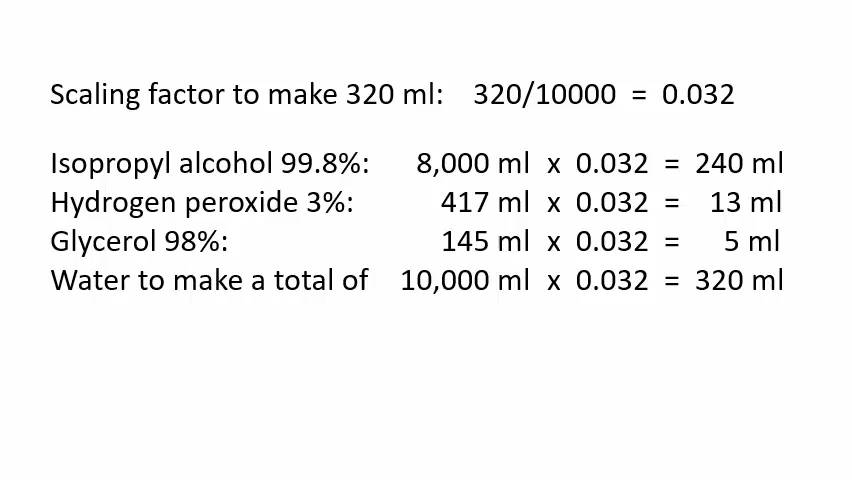 Scaling factor to make 320 ml: 320/10000 = 0.032
Isopropyl alcohol 99.8%: 8,000 ml x 0.032 = 240 ml
Hydrogen peroxide 3%: 417 ml x 0.032 = 13 ml
Glycerol 98%: 145 ml x 0.032 = 5 ml
Water to make a total of 10,000 ml x 0.032 = 320 ml